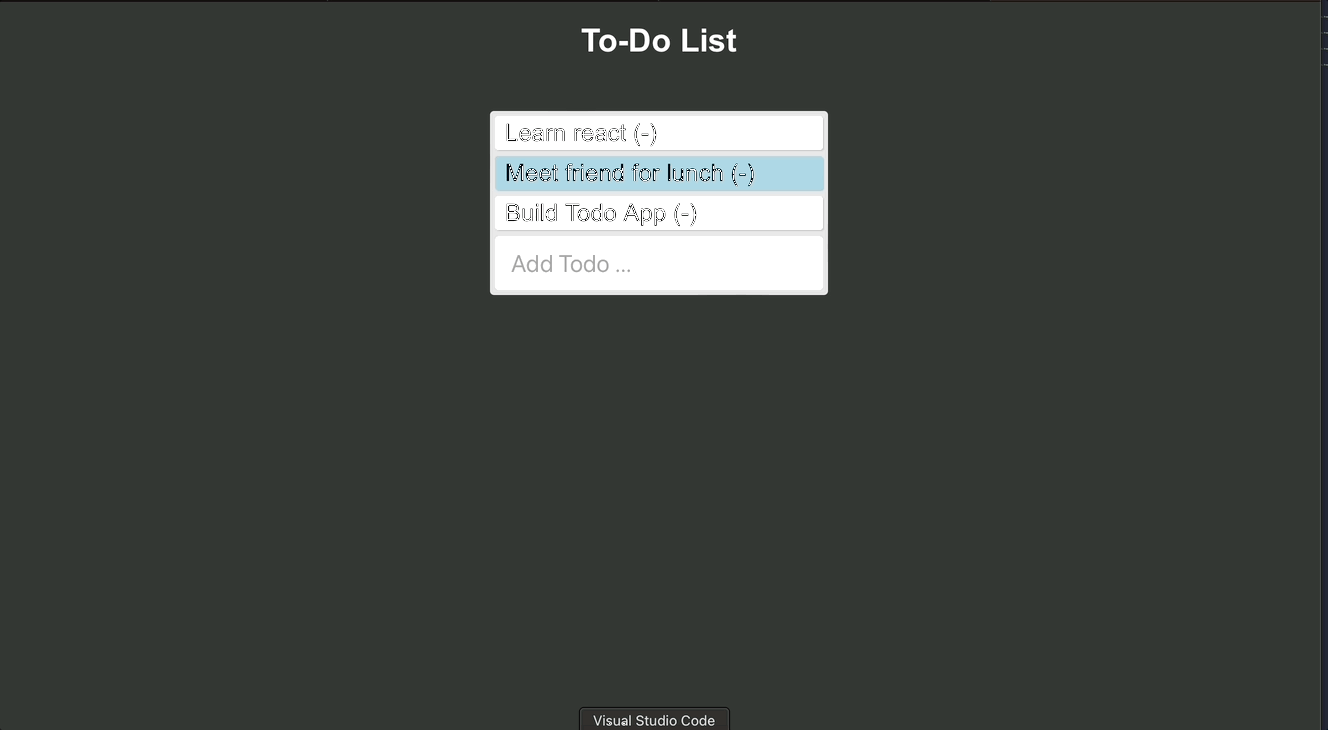 To-Do List
Learn react (-)
Meet friend for lunch (-)
Build Todo App (-)
Add Todo ...
Visual Studio Code